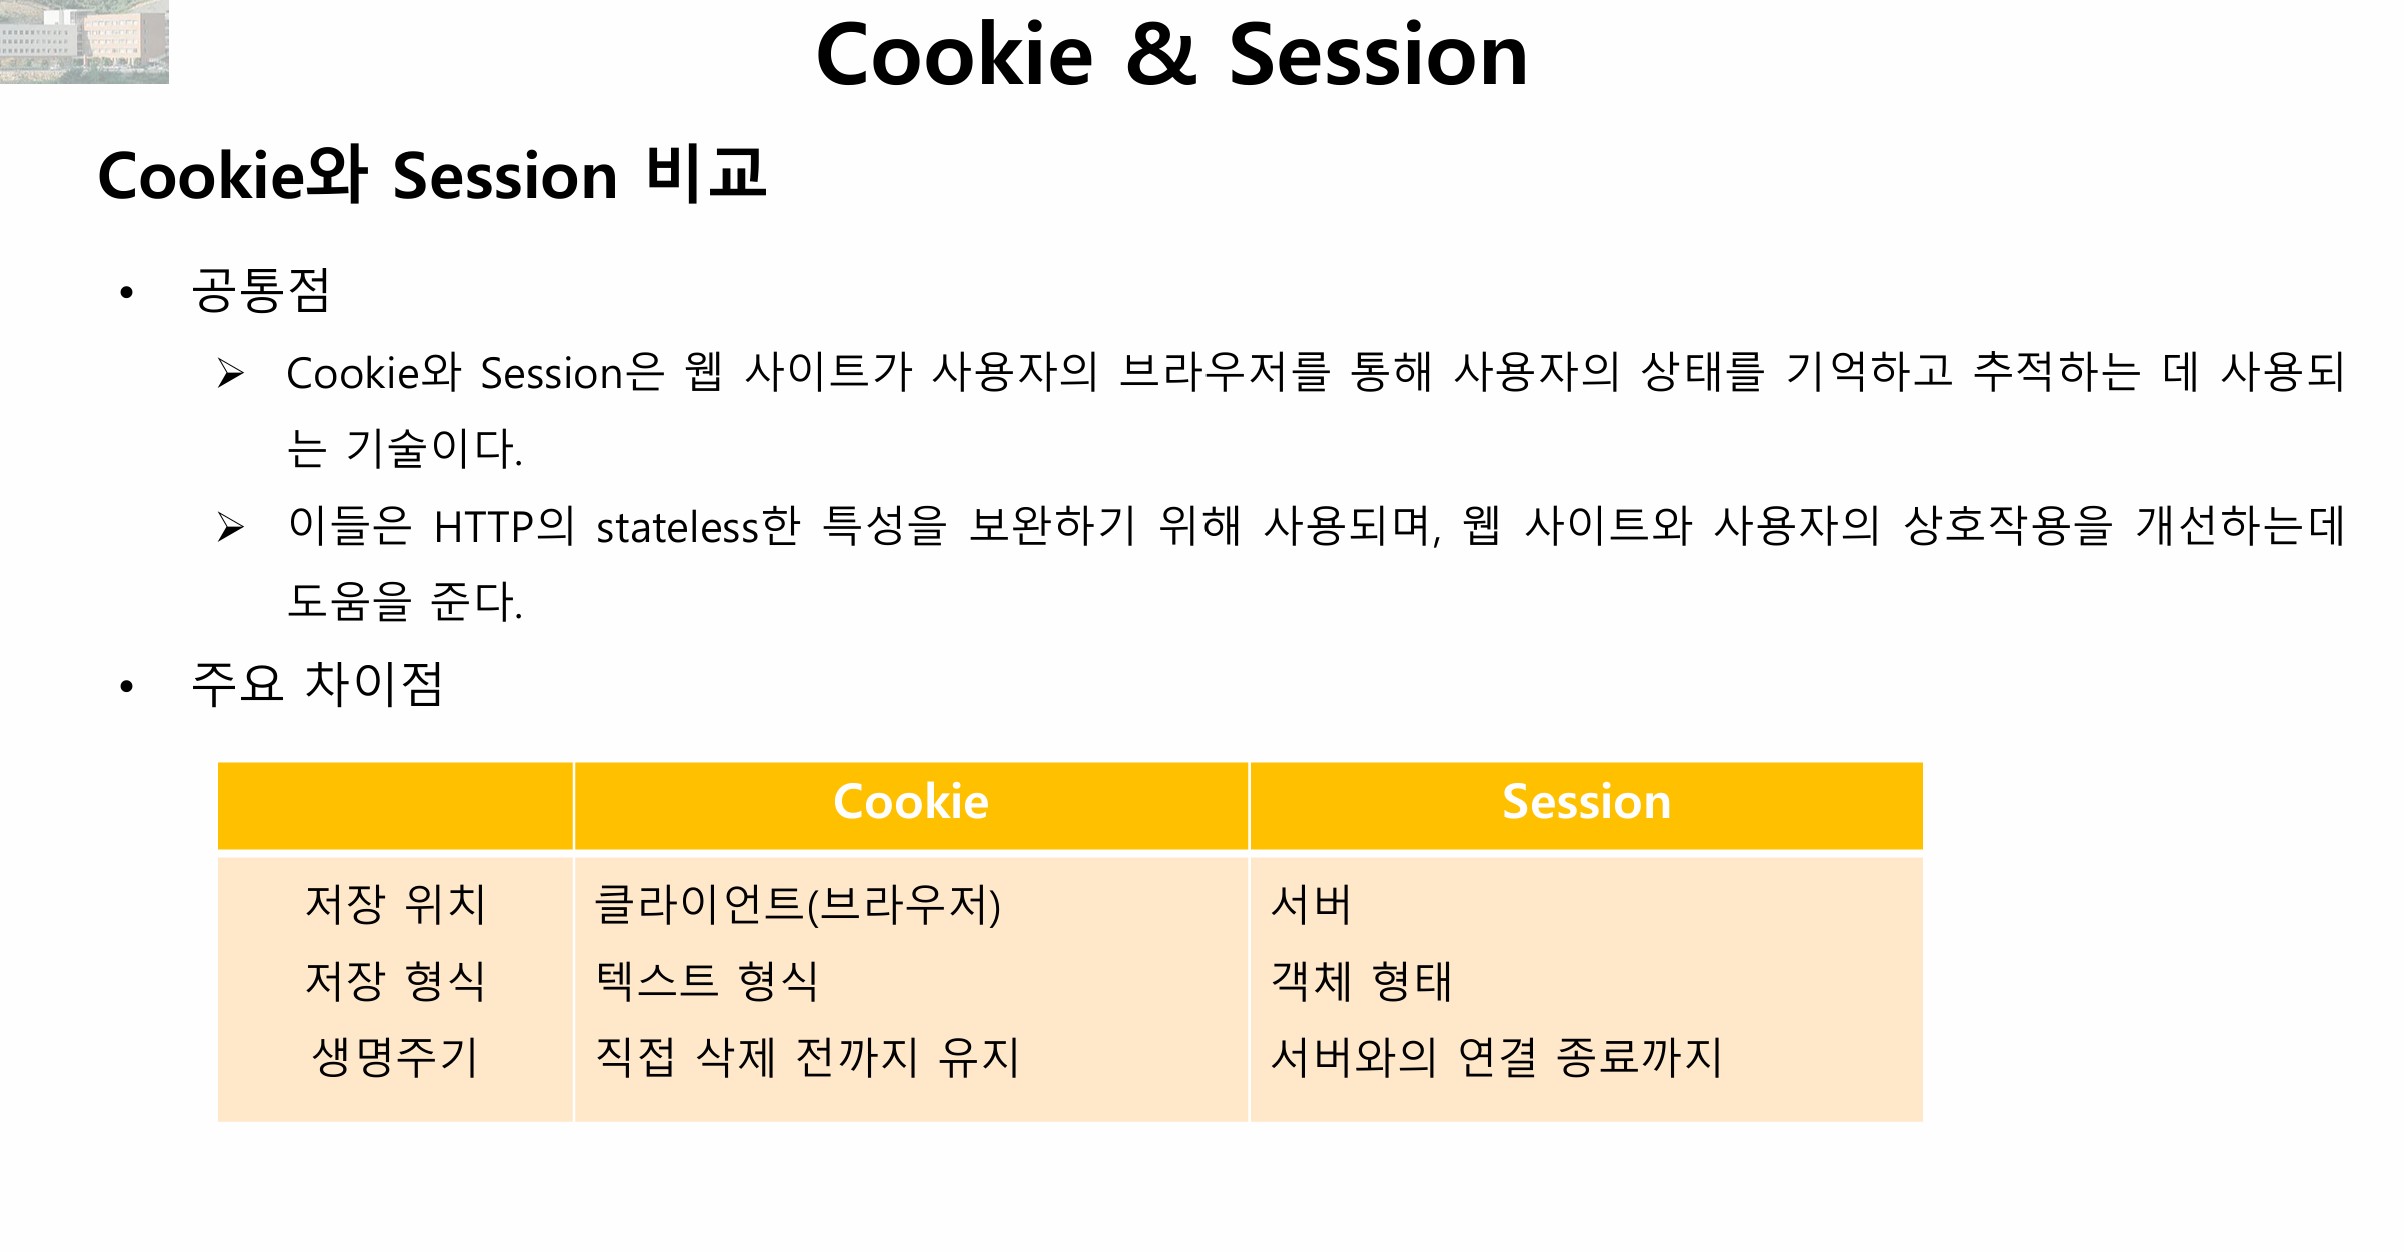 Cookie & Session
Cookie와 Session 비교
• 공통점
➢ Cookie와 Session은 웹 사이트가 사용자의 브라우저를 통해 사용자의 상태를 기억하고 추적하는 데 사용되
는 기술이다.
➢ 이들은 HTTP의 stateless한 특성을 보완하기 위해 사용되며, 웹 사이트와 사용자의 상호작용을 개선하는데
도움을 준다.
• 주요 차이점
Cookie Session
저장 위치 클라이언트(브라우저) 서버
저장 형식 텍스트 형식 객체 형태
생명주기 직접 삭제 전까지 유지 서버와의 연결 종료까지